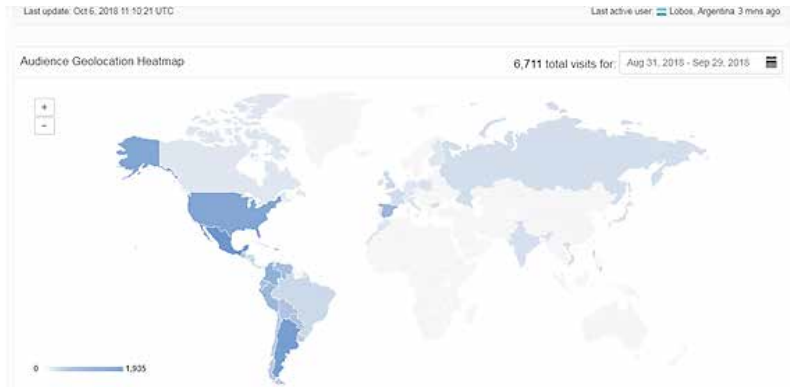 Last update: Oct 6, 2018 11:10:21 UTC
Last active user: Lobos, Argentina 3 mins ago
Audience Geolocation Heatmap
6,711 total visits for: Aug 31, 2018 - Sep 29, 2018
+
-
0
1,935